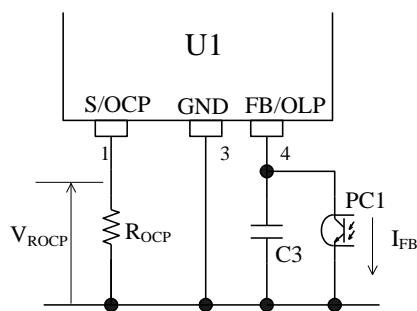 U1
S/OCP GND FB/OLP
1 3 4
PC1
VROCP ROCP C3 IFB